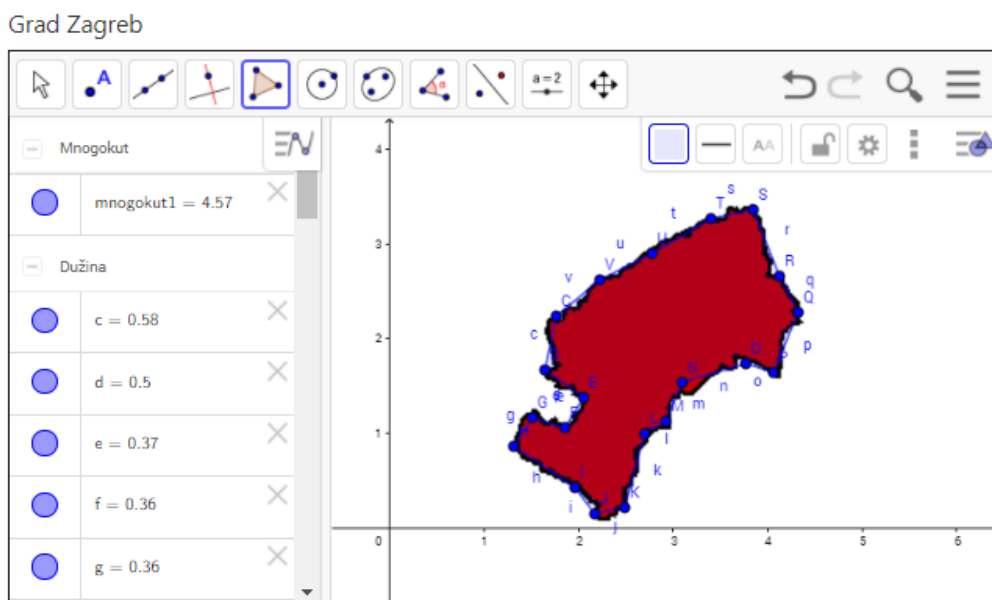 Grad Zagreb
A
α
a=2
Mnogokut
AA
mnogokut1 = 4.57
Dužina
c = 0.58
d = 0.5
e = 0.37
f = 0.36
g = 0.36
4
3
2
1
0 1 2 3 4 5 6
s
S
T
t
r
u
U
R
V
q
v
Q
C
c
p
O
N
E
n
o
G
g
F
M
m
L
l
k
h
I
i
J
K
j